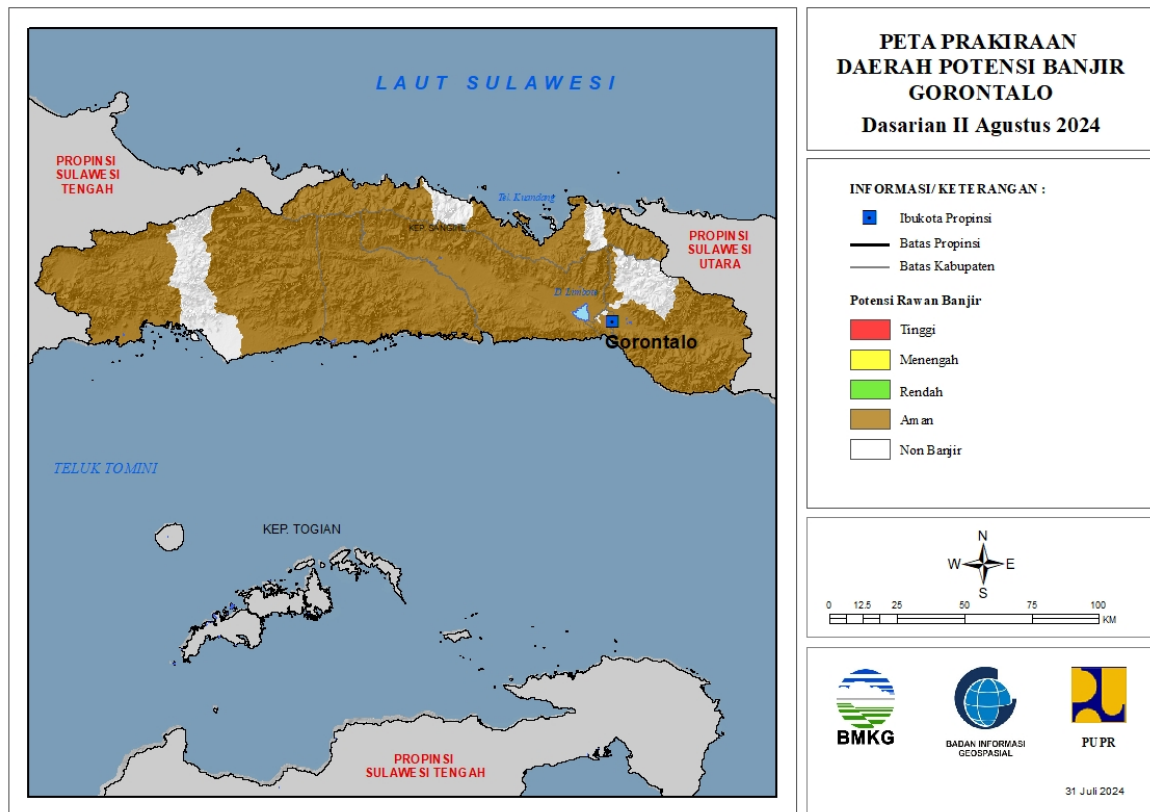 LAUT SULAWESI
PROPINSI
SULAWESI
TENGAH
Tel. Kuandang
KEP. SANGIHE
PROPINSI
SULAWESI
UTARA
D. Limboto
Gorontalo
TELUK TOMINI
KEP. TOGIAN
PROPINSI
SULAWESI TENGAH
PETA PRAKIRAAN
DAERAH POTENSI BANJIR
GORONTALO
Dasarian II Agustus 2024
INFORMASI/ KETERANGAN :
Ibukota Propinsi
Batas Propinsi
Batas Kabupaten
Potensi Rawan Banjir
Tinggi
Menengah
Rendah
Aman
Non Banjir
N
W E
S
0 12.5 25 50 75 100
KM
BMKG
BADAN INFORMASI
GEOSPASIAL
PUPR
31 Juli 2024